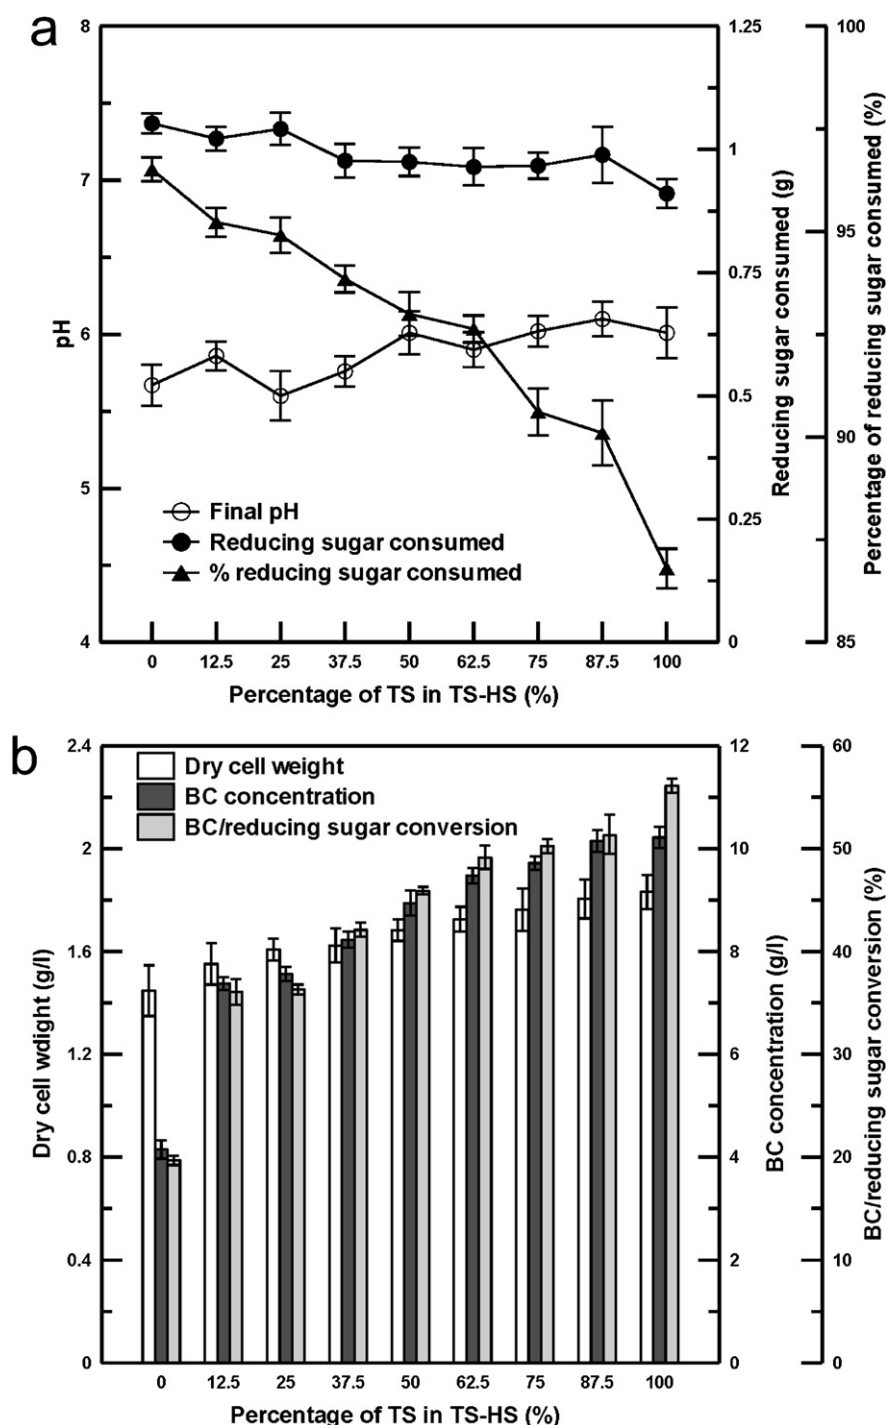 a
8
7
6
5
4
pH
Final pH
Reducing sugar consumed
% reducing sugar consumed
0 12.5 25 37.5 50 62.5 75 87.5 100
Percentage of TS in TS-HS (%)
1.25
1
0.75
0.5
0.25
0
Reducing sugar consumed (g)
100
95
90
85
Percentage of reducing sugar consumed (%)
b
2.4
2
1.6
1.2
0.8
0.4
0
Dry cell wdight (g/l)
Dry cell weight
BC concentration
BC/reducing sugar conversion
0 12.5 25 37.5 50 62.5 75 87.5 100
Percentage of TS in TS-HS (%)
12
10
8
6
4
2
0
BC concentration (g/l)
60
50
40
30
20
10
0
BC/reducing sugar conversion (%)